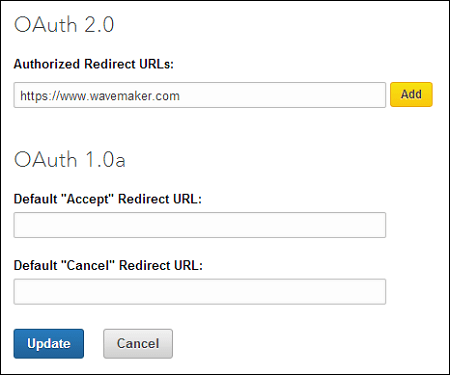 OAuth 2.0
Authorized Redirect URLs:
https://www.wavemaker.com Add
OAuth 1.0a
Default "Accept" Redirect URL:
Default "Cancel" Redirect URL:
Update Cancel